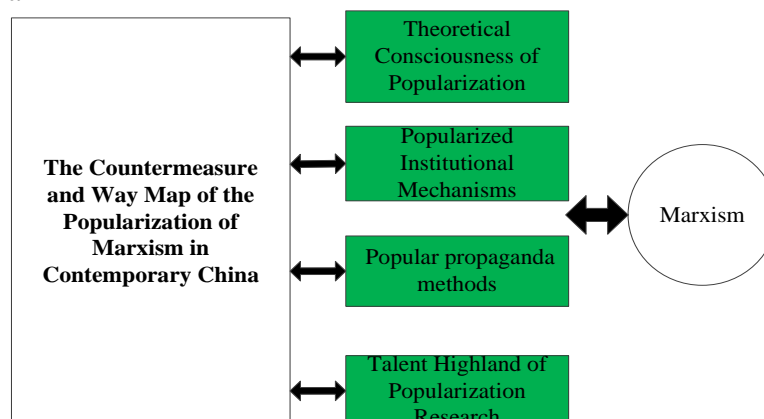 The Countermeasure
and Way Map of the
Popularization of
Marxism in
Contemporary China
Theoretical
Consciousness of
Popularization
Popularized
Institutional
Mechanisms
Popular propaganda
methods
Talent Highland of
Popularization
Research
Marxism